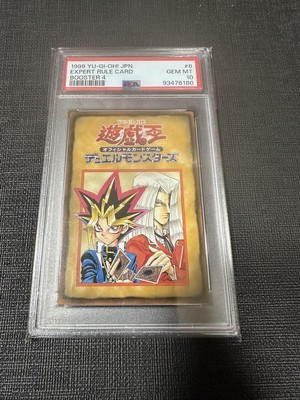 1999 YU-GI-OH! JPN. #6
EXPERT RULE CARD GEM MT
BOOSTER 4 10
PSA 93476180
遊戯王
オフィシャルカードゲーム
デュエルモンスターズ